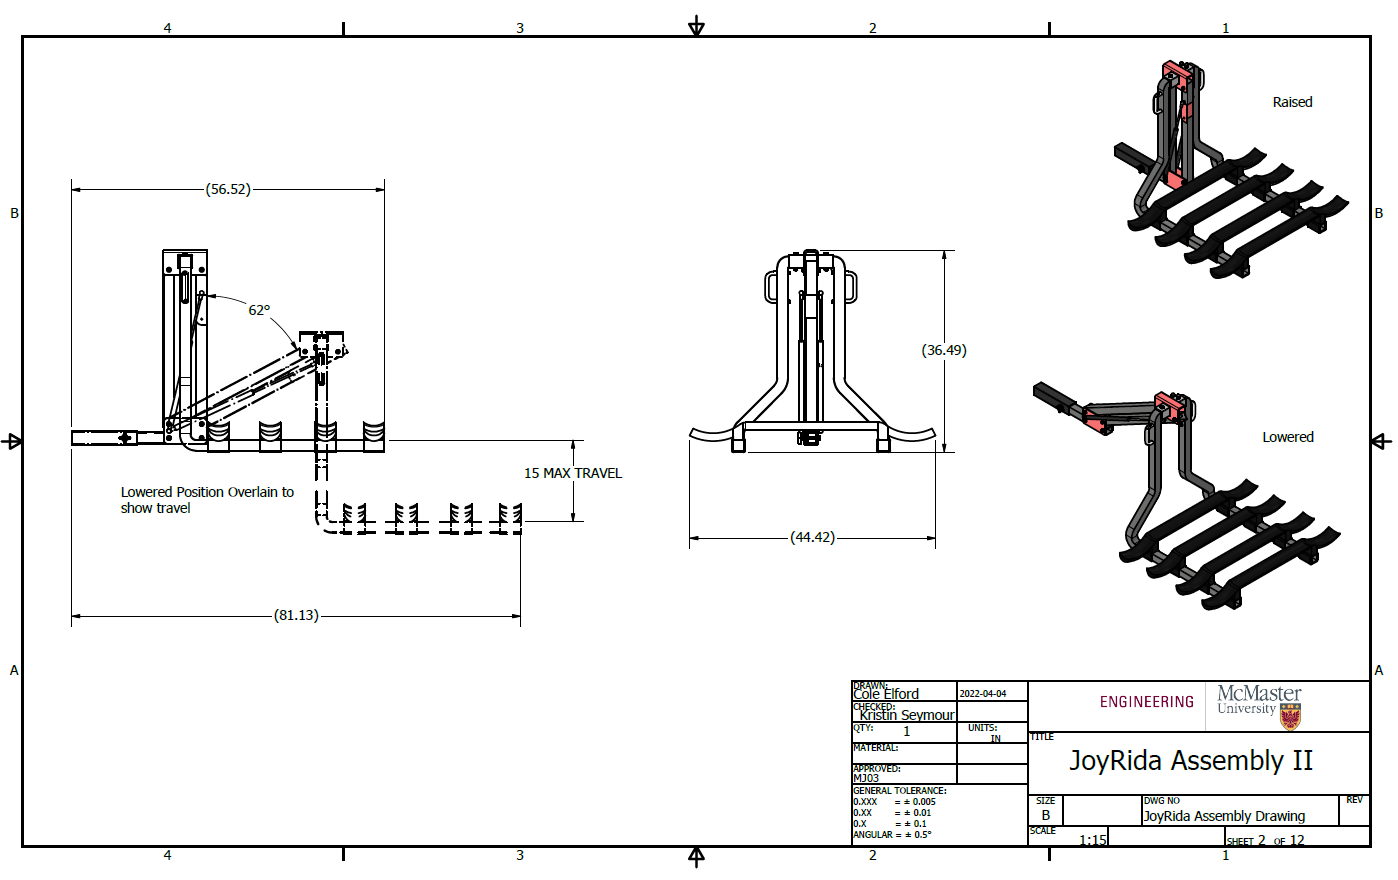 4 3 2 1
Raised
(56.52)
B B
62°
(36.49)
Lowered
15 MAX TRAVEL
Lowered Position Overlain to
show travel
(44.42)
(81.13)
A A
DRAWN:
Cole Elford
2022-04-04
CHECKED:
Kristin Seymour
QTY:
1
UNITS:
IN
MATERIAL:
APPROVED:
MJ03
GENERAL TOLERANCE:
0.XXX = ± 0.005
0.XX = ± 0.01
0.X = ± 0.1
ANGULAR = ± 0.5°
ENGINEERING
McMaster
University
TITLE
JoyRida Assembly II
SIZE
B
DWG NO
JoyRida Assembly Drawing
REV
SCALE
1:15
SHEET 2 OF 12
4 3 2 1